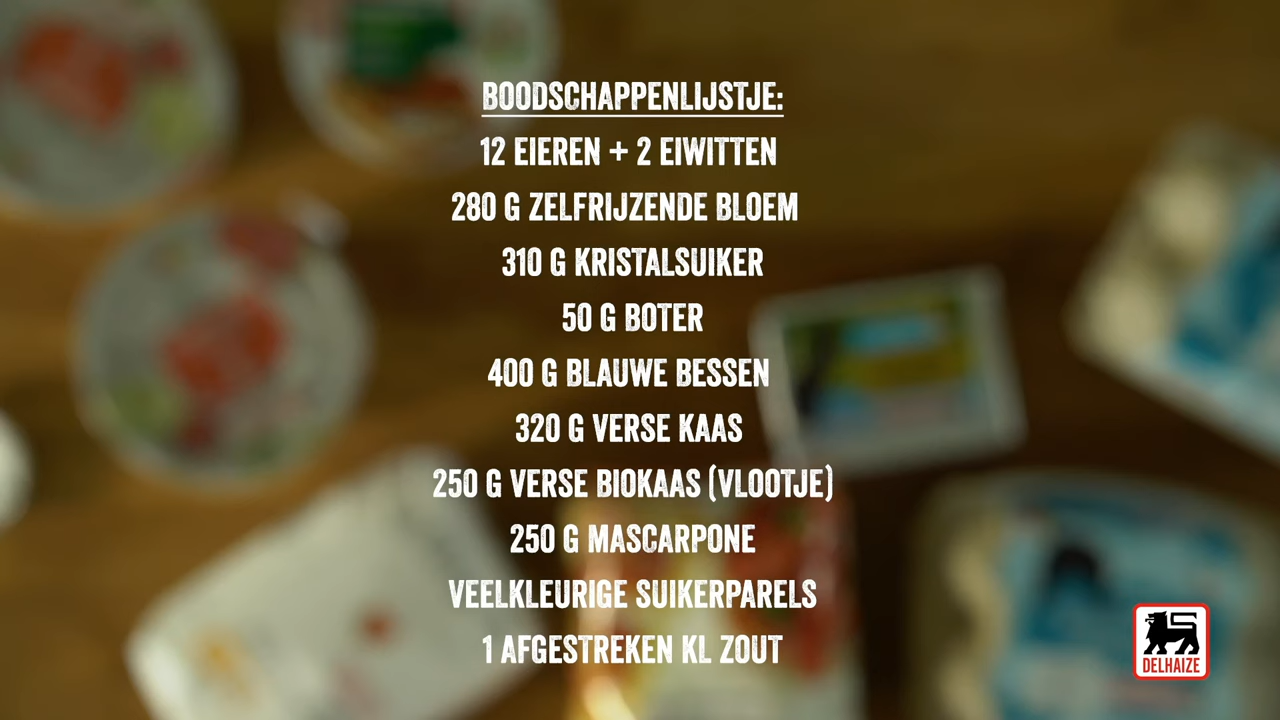 BOODSCHAPPENLIJSTJE:
12 EIEREN + 2 EIWITTEN
280 G ZELFRIJZENDE BLOEM
310 G KRISTALSUIKER
50 G BOTER
400 G BLAUWE BESSEN
320 G VERSE KAAS
250 G VERSE BIOKAAS (VLOOTJE)
250 G MASCARPONE
VEELKLEURIGE SUIKERPARELS
1 AFGESTREKEN KL ZOUT
DELHAIZE